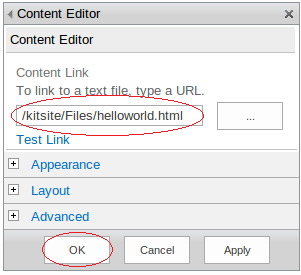 Content Editor
Content Editor
Content Link
To link to a text file, type a URL.
/kitsite/Files/helloworld.html
...
Test Link
Appearance
Layout
Advanced
OK Cancel Apply